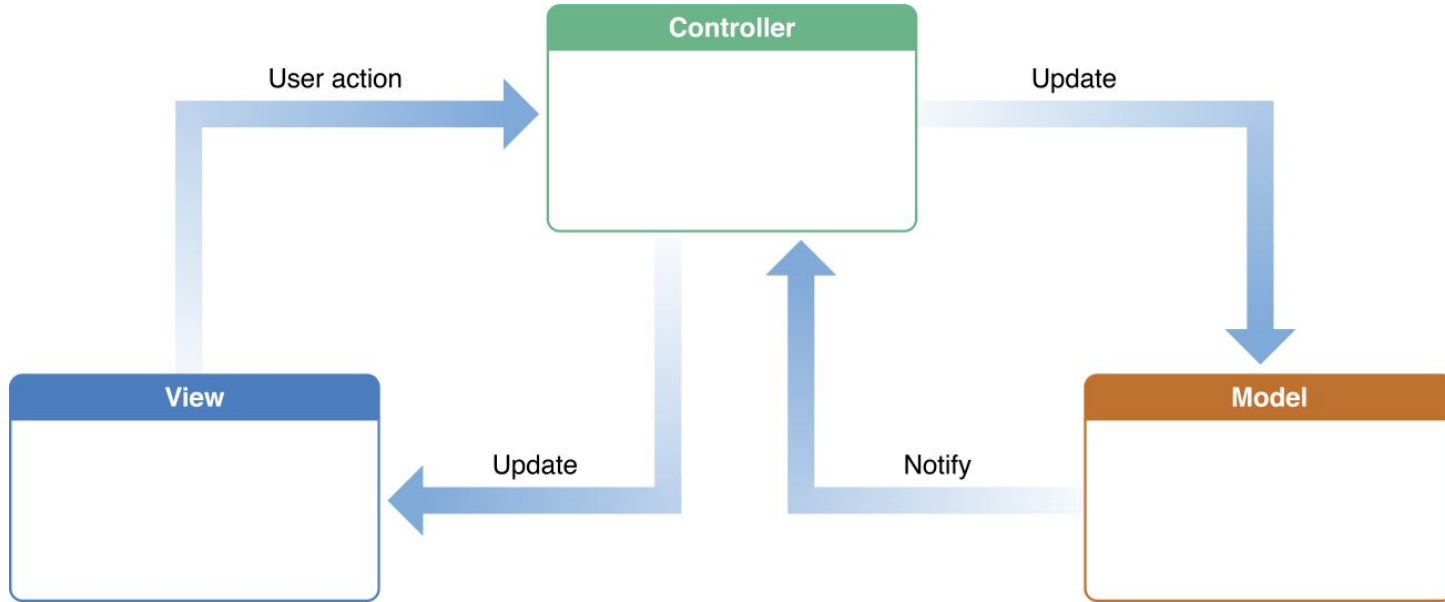 Controller
User action
Update
View
Model
Update
Notify